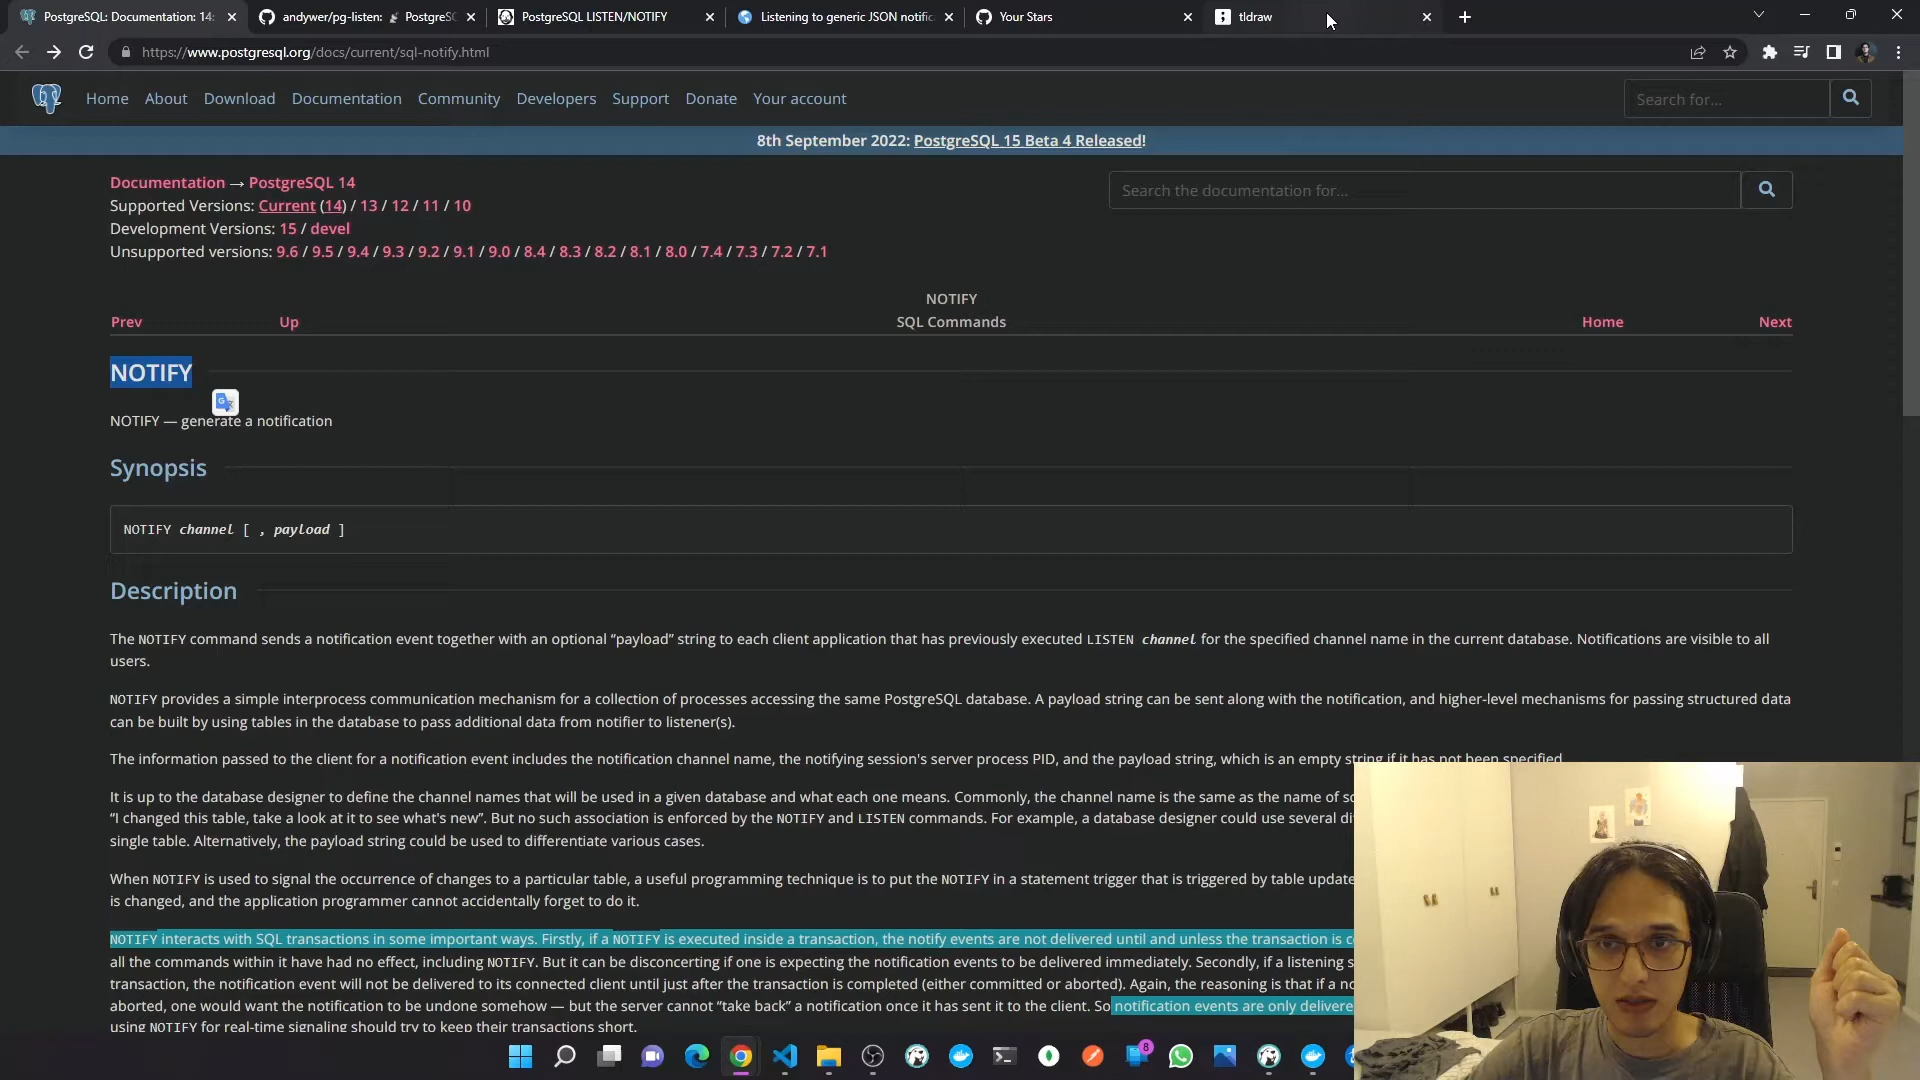 PostgreSQL: Documentation: 14:
andywer/pg-listen: PostgreSC
PostgreSQL LISTEN/NOTIFY
Listening to generic JSON notific
Your Stars
tldraw
https://www.postgresql.org/docs/current/sql-notify.html
Home About Download Documentation Community Developers Support Donate Your account
Search for...
8th September 2022: PostgreSQL 15 Beta 4 Released!
Documentation → PostgreSQL 14
Supported Versions: Current (14) / 13 / 12 / 11 / 10
Development Versions: 15 / devel
Unsupported versions: 9.6 / 9.5 / 9.4 / 9.3 / 9.2 / 9.1 / 9.0 / 8.4 / 8.3 / 8.2 / 8.1 / 8.0 / 7.4 / 7.3 / 7.2 / 7.1
Search the documentation for...
NOTIFY
Prev Up SQL Commands Home Next
NOTIFY
NOTIFY — generate a notification
Synopsis
NOTIFY channel [ , payload ]
Description
The NOTIFY command sends a notification event together with an optional “payload” string to each client application that has previously executed LISTEN channel for the specified channel name in the current database. Notifications are visible to all
users.
NOTIFY provides a simple interprocess communication mechanism for a collection of processes accessing the same PostgreSQL database. A payload string can be sent along with the notification, and higher-level mechanisms for passing structured data
can be built by using tables in the database to pass additional data from notifier to listener(s).
The information passed to the client for a notification event includes the notification channel name, the notifying session's server process PID, and the payload string, which is an empty string if it has not been specified.
It is up to the database designer to define the channel names that will be used in a given database and what each one means. Commonly, the channel name is the same as the name of
“I changed this table, take a look at it to see what's new”. But no such association is enforced by the NOTIFY and LISTEN commands. For example, a database designer could use several
single table. Alternatively, the payload string could be used to differentiate various cases.
When NOTIFY is used to signal the occurrence of changes to a particular table, a useful programming technique is to put the NOTIFY in a statement trigger that is triggered by table update
is changed, and the application programmer cannot accidentally forget to do it.
NOTIFY interacts with SQL transactions in some important ways. Firstly, if a NOTIFY is executed inside a transaction, the notify events are not delivered until and unless the transaction is
all the commands within it have had no effect, including NOTIFY. But it can be disconcerting if one is expecting the notification events to be delivered immediately. Secondly, if a listening
transaction, the notification event will not be delivered to its connected client until just after the transaction is completed (either committed or aborted). Again, the reasoning is that if a
aborted, one would want the notification to be undone somehow — but the server cannot “take back” a notification once it has sent it to the client. So notification events are only delivere
using NOTIFY for real-time signaling should try to keep their transactions short.
8